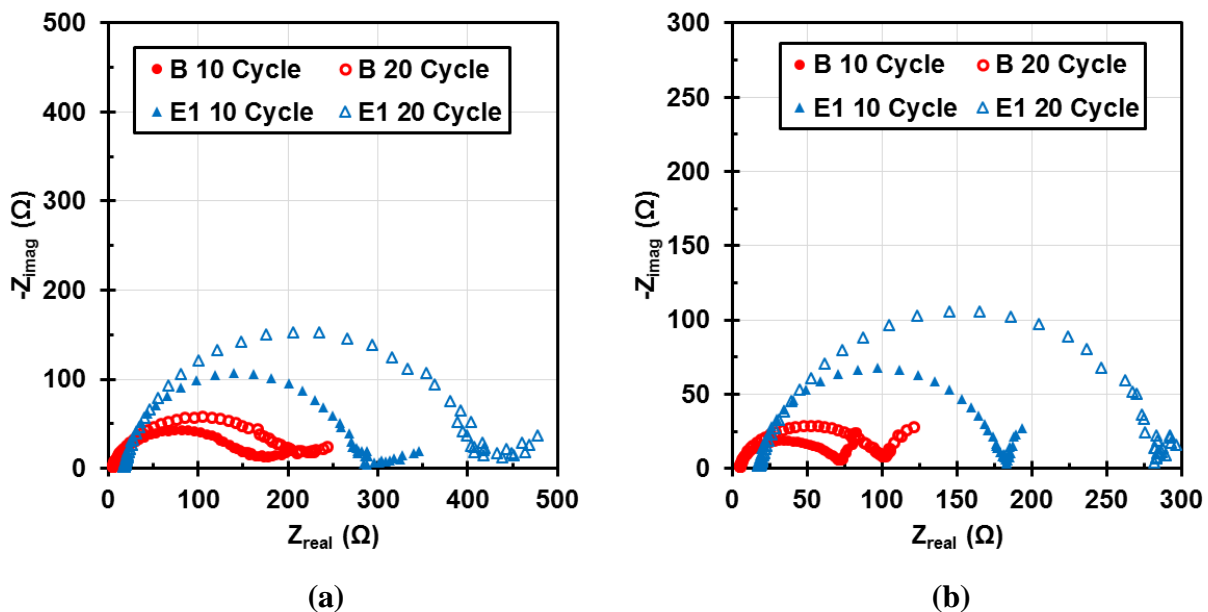 500
400
300
200
100
0
-Zimag (Ω)
B 10 Cycle B 20 Cycle
E1 10 Cycle E1 20 Cycle
0 100 200 300 400 500
Zreal (Ω)
(a)
300
250
200
150
100
50
0
-Zimag (Ω)
B 10 Cycle B 20 Cycle
E1 10 Cycle E1 20 Cycle
0 50 100 150 200 250 300
Zreal (Ω)
(b)